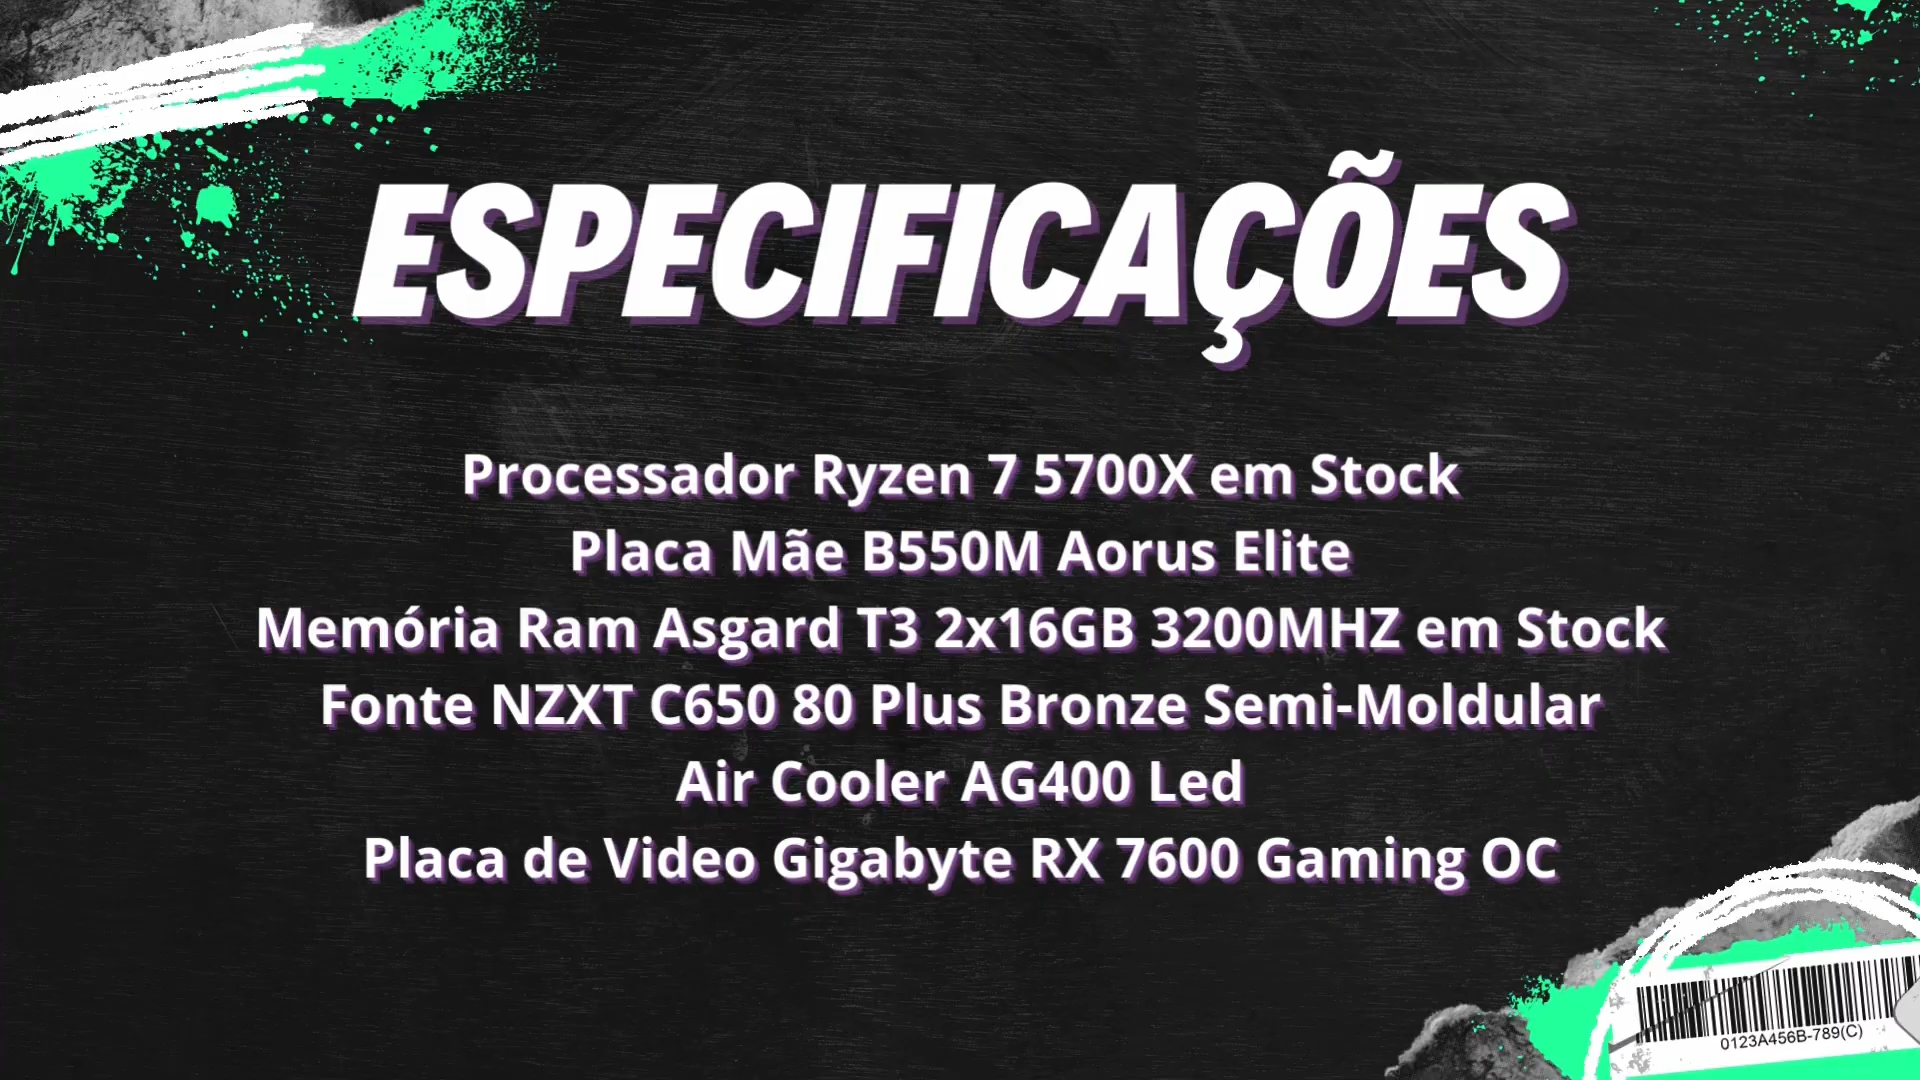 ESPECIFICAÇÕES
Processador Ryzen 7 5700X em Stock
Placa Mãe B550M Aorus Elite
Memória Ram Asgard T3 2x16GB 3200MHZ em Stock
Fonte NZXT C650 80 Plus Bronze Semi-Moldular
Air Cooler AG400 Led
Placa de Video Gigabyte RX 7600 Gaming OC
0123A456B-789(C)